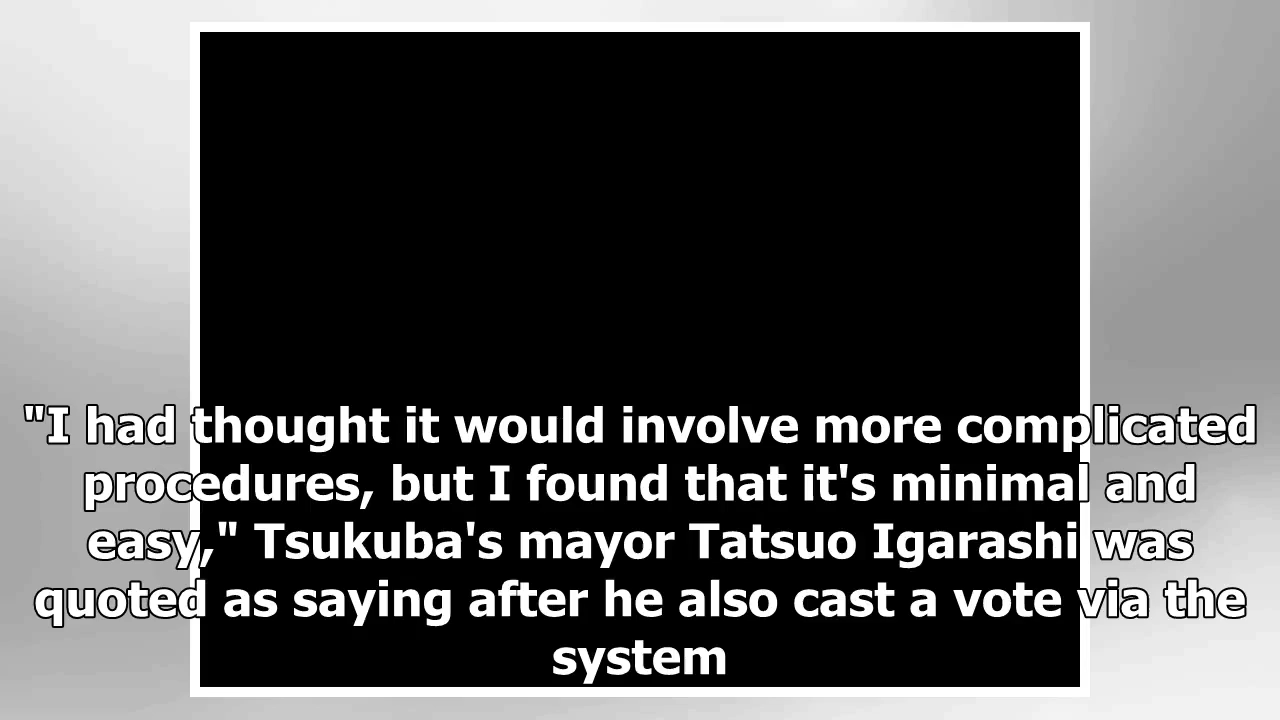 "I had thought it would involve more complicated
procedures, but I found that it's minimal and
easy," Tsukuba's mayor Tatsuo Igarashi was
quoted as saying after he also cast a vote via the
system